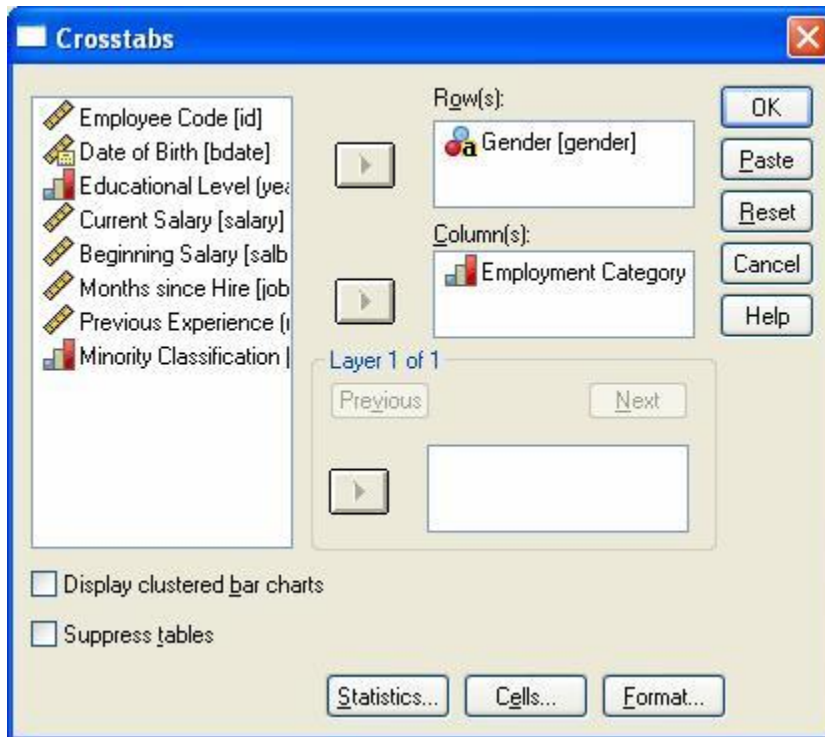 Crosstabs
Employee Code [id]
Date of Birth [bdate]
Educational Level (yea
Current Salary [salary]
Beginning Salary [salb
Months since Hire [job
Previous Experience (
Minority Classification [
Row(s):
Gender [gender]
Column(s):
Employment Category
Layer 1 of 1
Previous
Next
OK
Paste
Reset
Cancel
Help
Display clustered bar charts
Suppress tables
Statistics...
Cells...
Format...